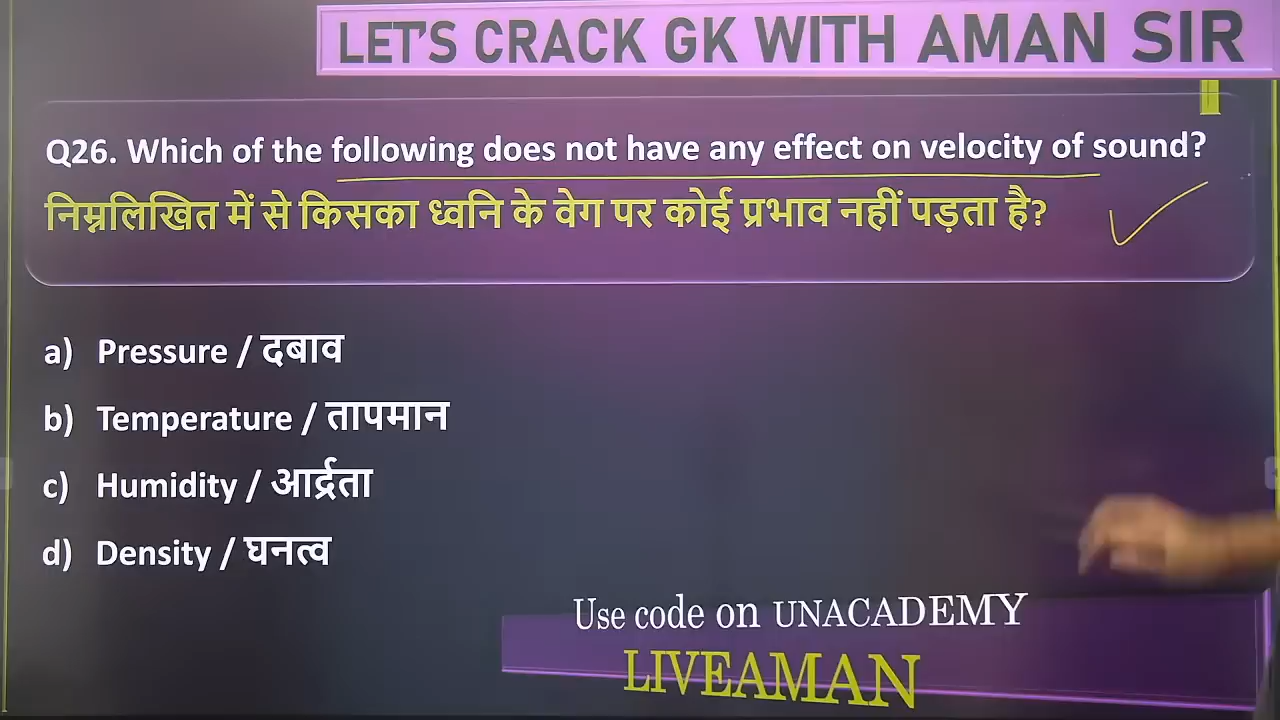 LET'S CRACK GK WITH AMAN SIR
Q26. Which of the following does not have any effect on velocity of sound?
निम्नलिखित में से किसका ध्वनि के वेग पर कोई प्रभाव नहीं पड़ता है?
a) Pressure / दबाव
b) Temperature / तापमान
c) Humidity / आर्द्रता
d) Density / घनत्व
Use code on UNACADEMY
LIVEAMAN